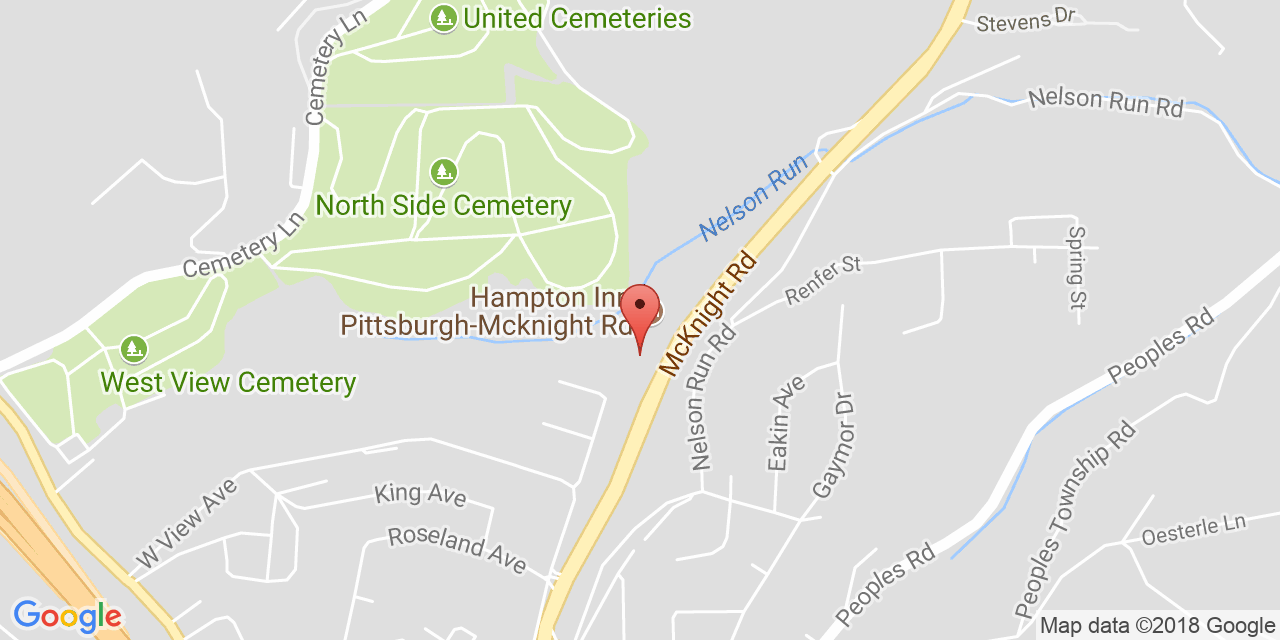 United Cemeteries
Stevens Dr
Cemetery Ln
Nelson Run Rd
Nelson Run
North Side Cemetery
Cemetery Ln
Spring St
McKnight Rd
Renfer St
Hampton Inn
Pittsburgh-Mcknight Rd
Peoples Rd
Nelson Run Rd
West View Cemetery
Eakin Ave
Gaymor Dr
Peoples Township Rd
W View Ave
King Ave
Roseland Ave
Oesterle Ln
Peoples Rd
Google
Map data ©2018 Google